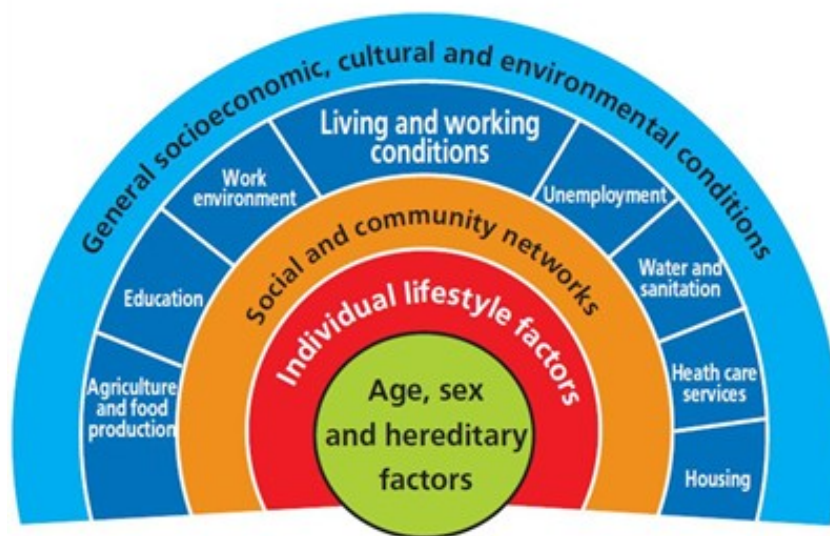 General socioeconomic, cultural and environmental conditions
Living and working
conditions
Work
environment
Unemployment
Education
Water and
sanitation
Agriculture
and food
production
Heath care
services
Housing
Social and community networks
Individual lifestyle factors
Age, sex
and hereditary
factors